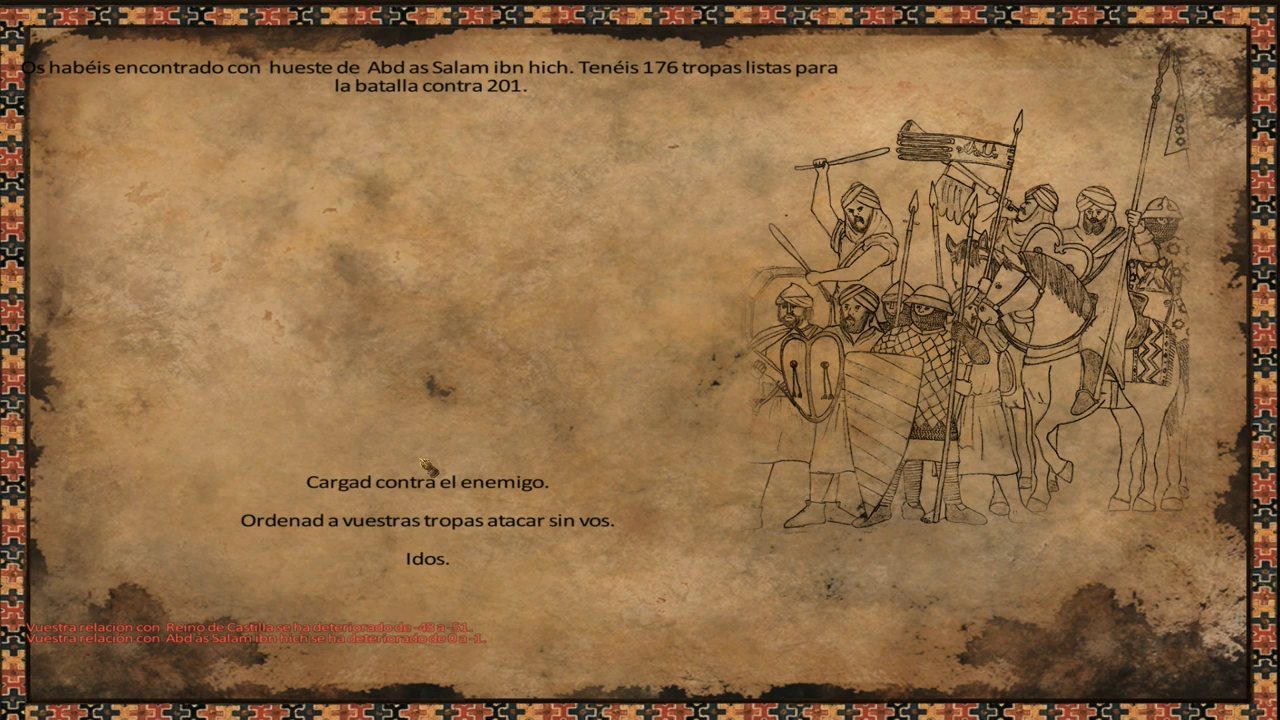 Os habéis encontrado con hueste de Abd as Salam ibn hich. Tenéis 176 tropas listas para
la batalla contra 201.
Cargad contra el enemigo.
Ordenad a vuestras tropas atacar sin vos.
Idos.
Vuestra relación con Reino de Castilla se ha deteriorado de -48 a -51.
Vuestra relación con Abd as Salam ibn hich se ha deteriorado de 0 a -1.